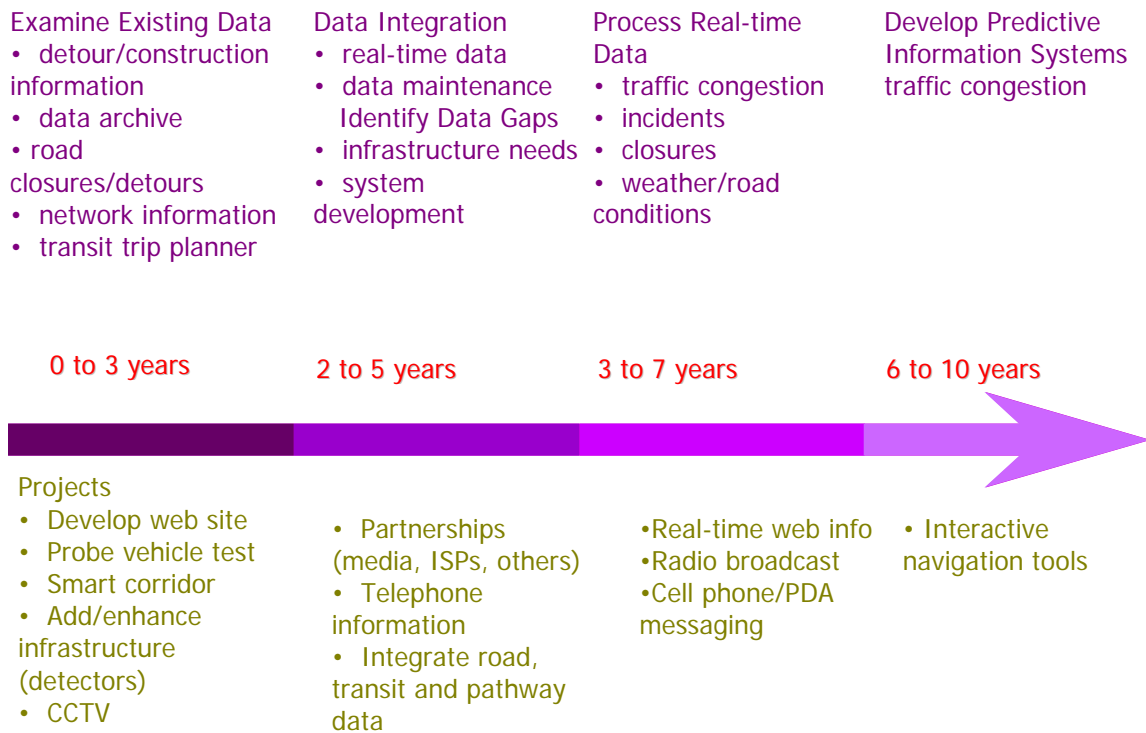 Examine Existing Data
• detour/construction
information
• data archive
• road
closures/detours
• network information
• transit trip planner
Data Integration
• real-time data
• data maintenance
Identify Data Gaps
• infrastructure needs
• system
development
Process Real-time
Data
• traffic congestion
• incidents
• closures
• weather/road
conditions
Develop Predictive
Information Systems
traffic congestion
0 to 3 years
2 to 5 years
3 to 7 years
6 to 10 years
Projects
• Develop web site
• Probe vehicle test
• Smart corridor
• Add/enhance
infrastructure
(detectors)
• CCTV
• Partnerships
(media, ISPs, others)
• Telephone
information
• Integrate road,
transit and pathway
data
•Real-time web info
•Radio broadcast
•Cell phone/PDA
messaging
• Interactive
navigation tools